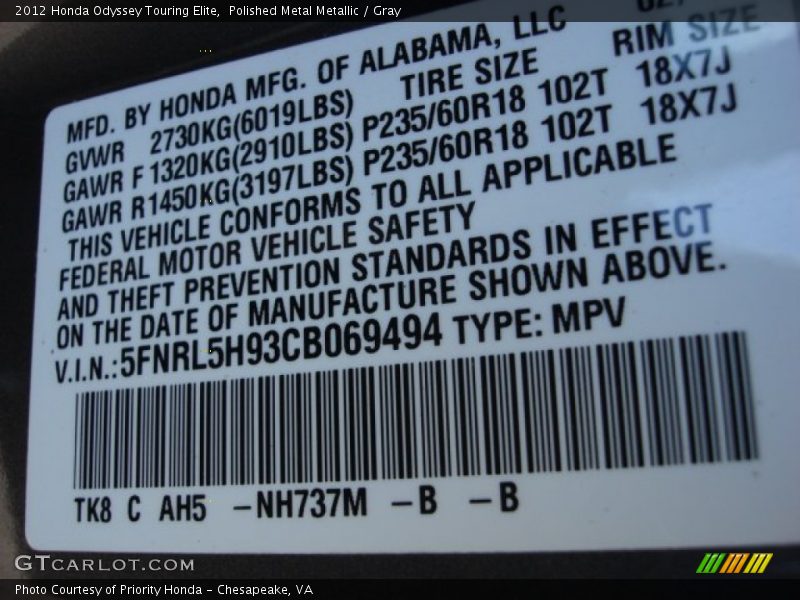 2012 Honda Odyssey Touring Elite,  Polished Metal Metallic / Gray
MFD. BY HONDA MFG. OF ALABAMA, LLC
TIRE SIZE RIM SIZE
GVWR 2730KG(6019LBS)
GAWR F1320KG(2910LBS) P235/60R18 102T 18X7J
GAWR R1450KG(3197LBS) P235/60R18 102T 18X7J
THIS VEHICLE CONFORMS TO ALL APPLICABLE
FEDERAL MOTOR VEHICLE SAFETY
AND THEFT PREVENTION STANDARDS IN EFFECT
ON THE DATE OF MANUFACTURE SHOWN ABOVE.
V.I.N.:5FNRL5H93CB069494 TYPE: MPV
TK8 C AH5 -NH737M -B -B
GTCARLOT.COM
Photo Courtesy of Priority Honda - Chesapeake, VA